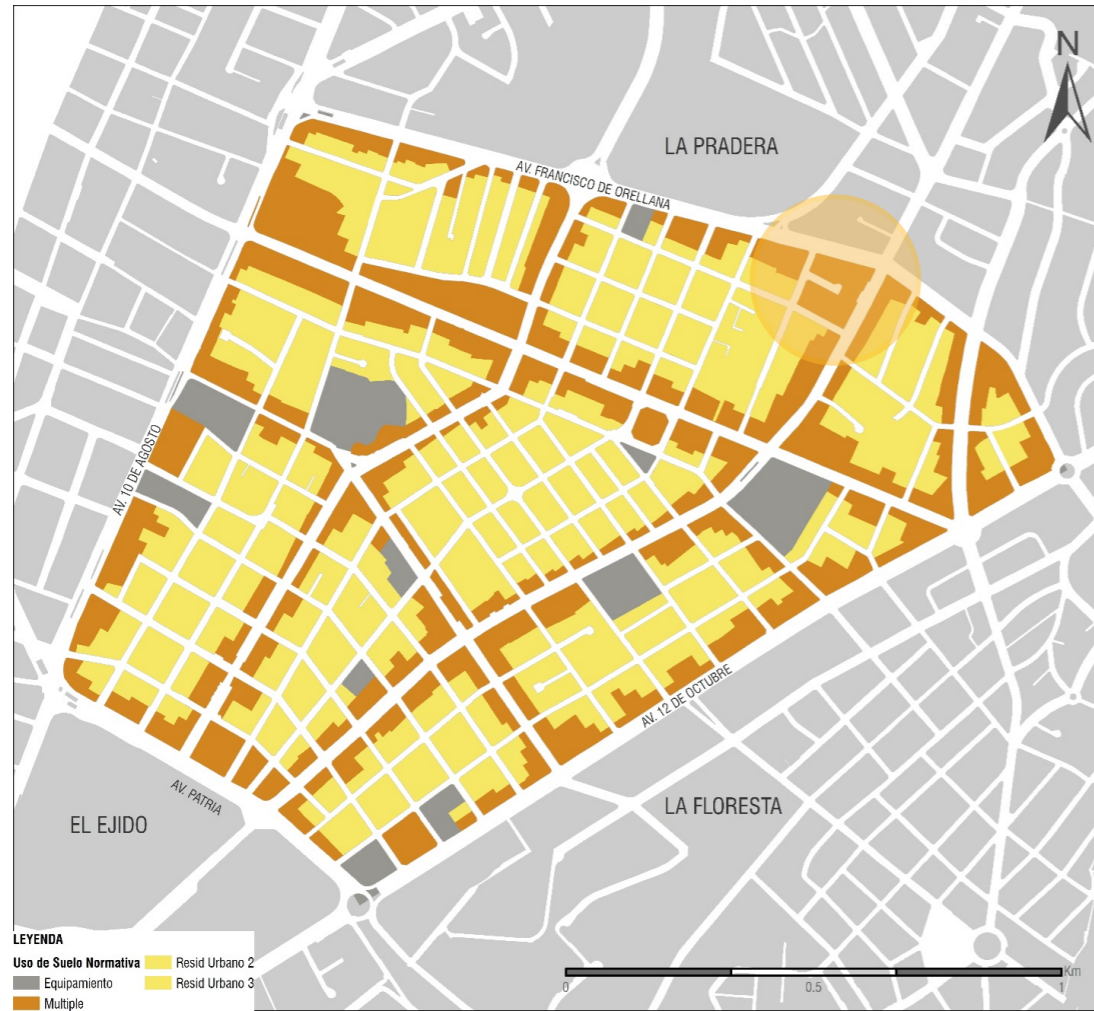 N
LA PRADERA
AV. FRANCISCO DE ORELLANA
AV. 10 DE AGOSTO
AV. 12 DE OCTUBRE
AV. PATRIA
EL EJIDO
LA FLORESTA
LEYENDA
Uso de Suelo Normativa
Equipamiento
Multiple
Resid Urbano 2
Resid Urbano 3
Km
0 0.5 1